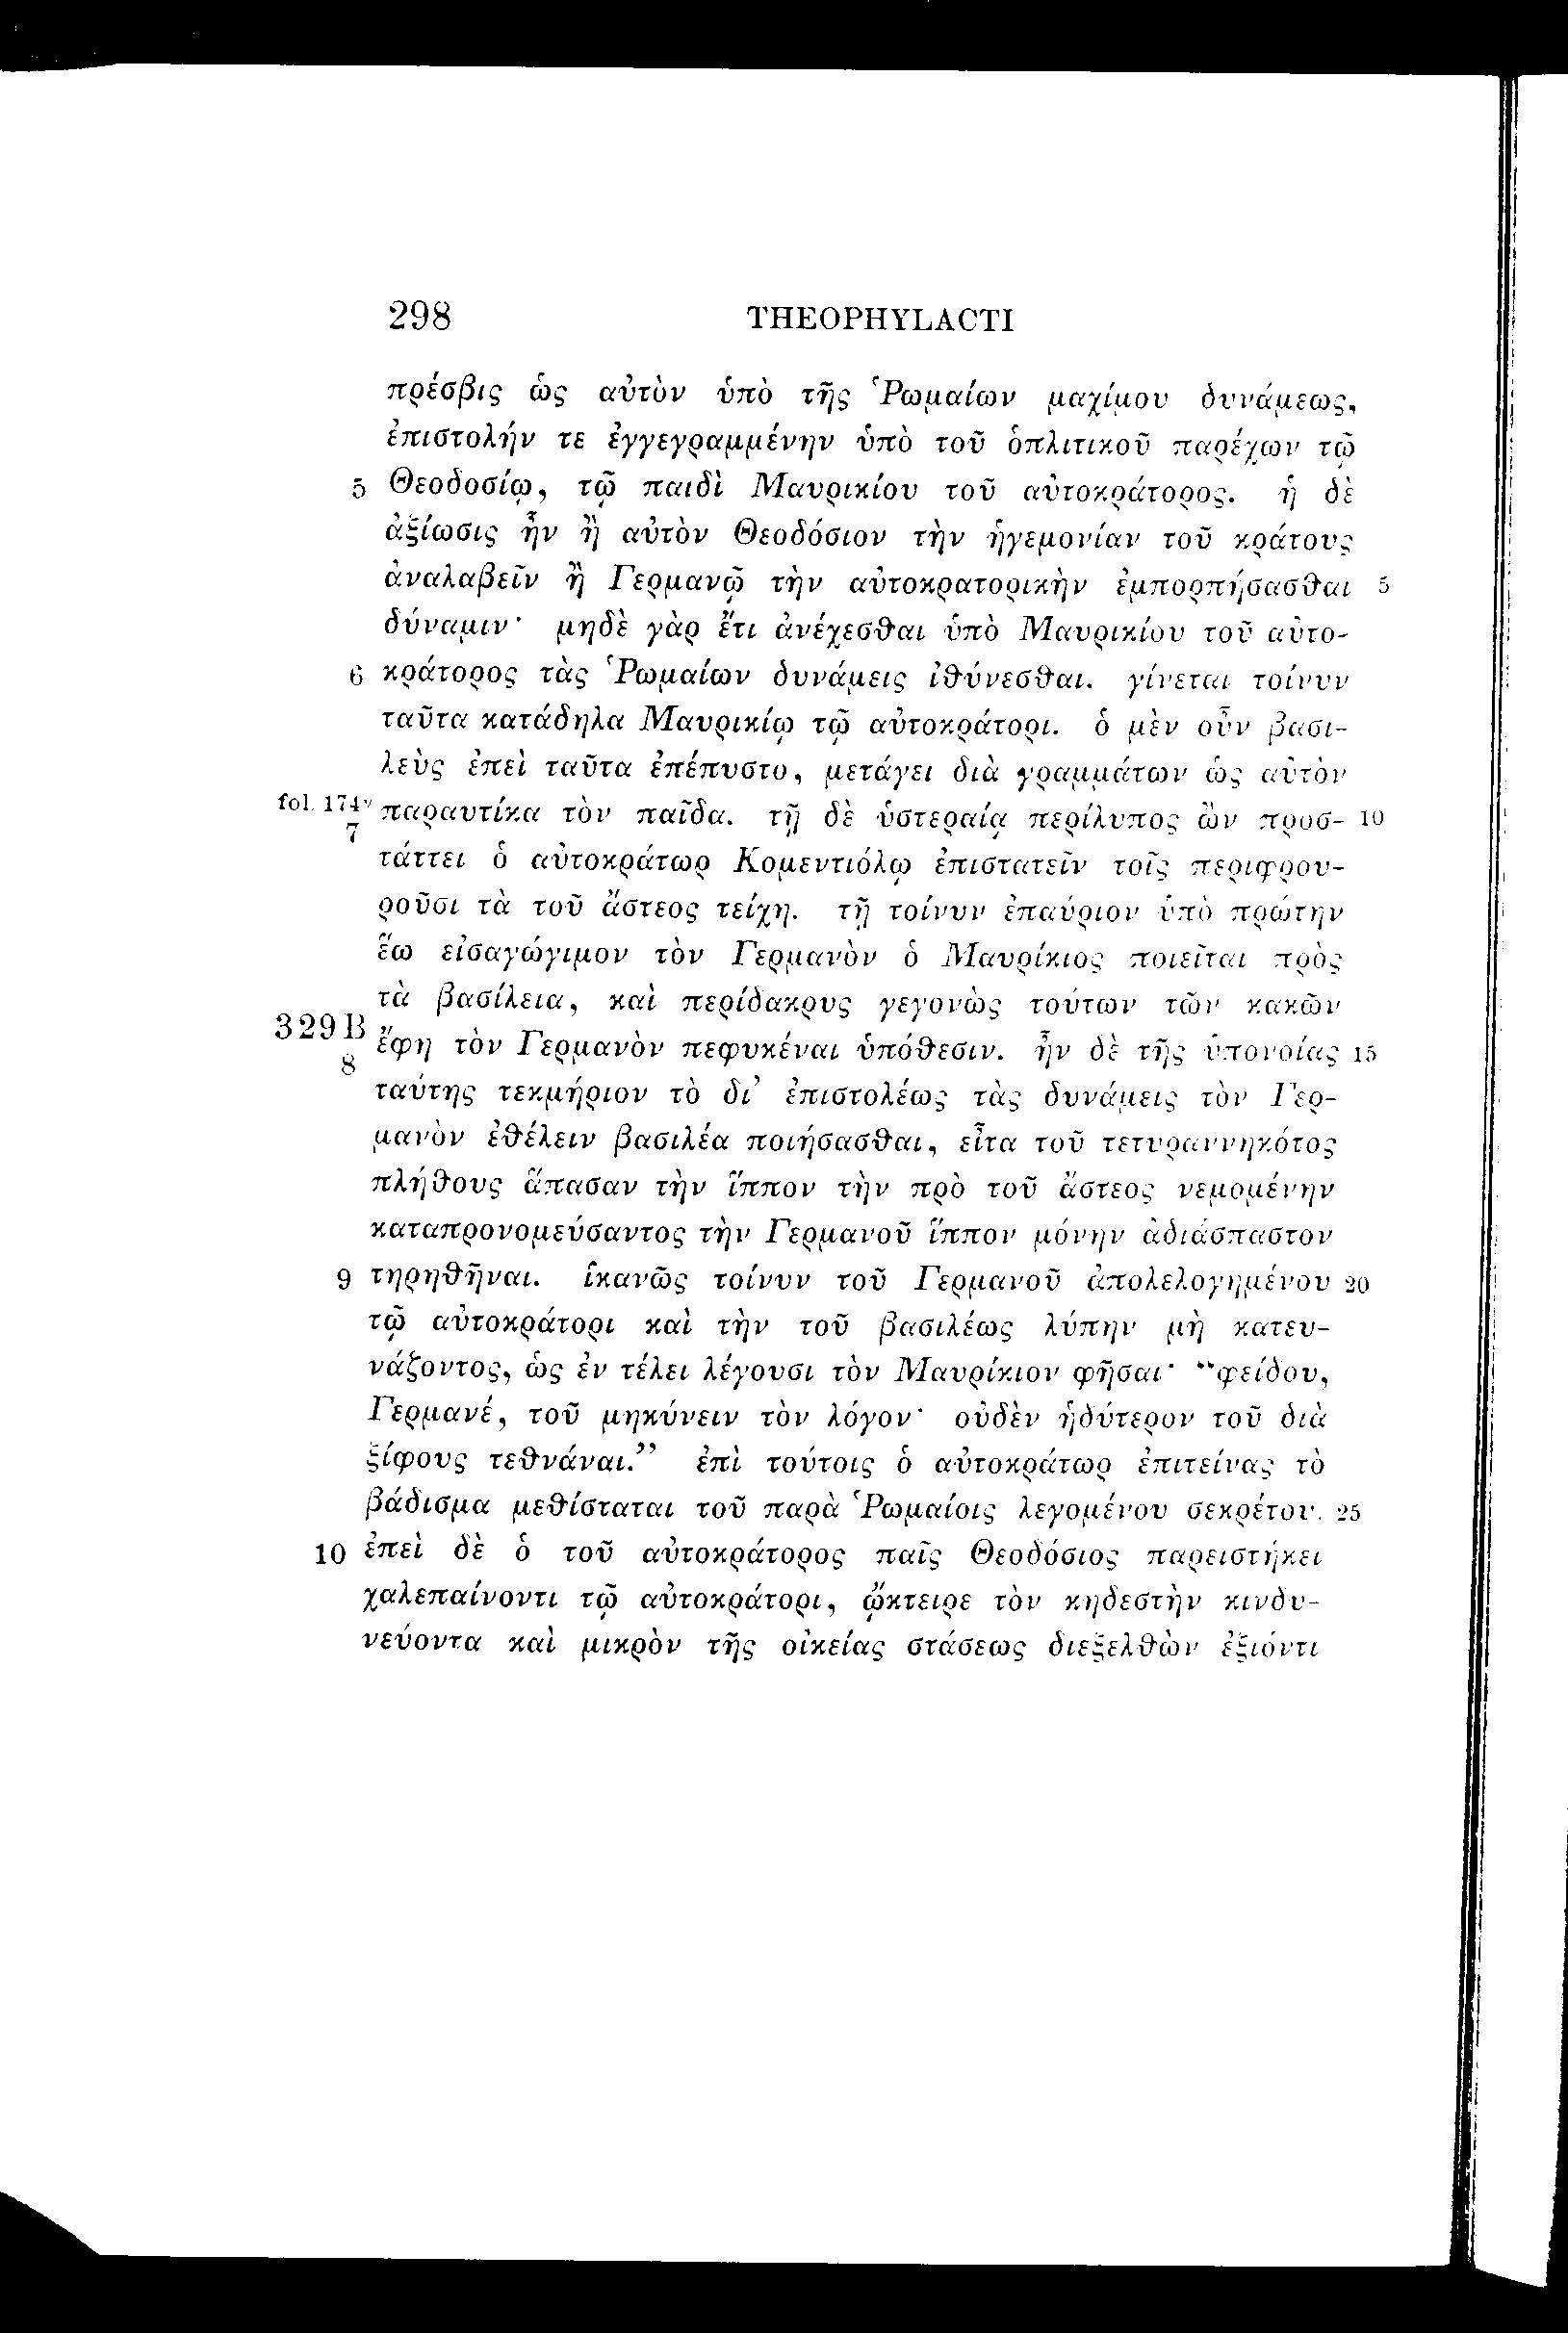 298 THEOPHYLACTI
πρέσβις ὡς αὐτὸν ὑπὸ τῆς Ῥωμαίων μαχίμου δυνάμεως,
ἐπιστολήν τε ἐγγεγραμμένην ὑπὸ τοῦ ὁπλιτικοῦ παρέχων τῷ
5 Θεοδοσίῳ, τῷ παιδὶ Μαυρικίου τοῦ αὐτοκράτορος. ἡ δὲ
ἀξίωσις ἦν ἢ αὐτὸν Θεοδόσιον τὴν ἡγεμονίαν τοῦ κράτους
ἀναλαβεῖν ἢ Γερμανῷ τὴν αὐτοκρατορικὴν ἐμπορπήσασθαι 5
δύναμιν· μηδὲ γὰρ ἔτι ἀνέχεσθαι ὑπὸ Μαυρικίου τοῦ αὐτο-
6 κράτορος τὰς Ῥωμαίων δυνάμεις ἰθύνεσθαι. γίνεται τοίνυν
ταῦτα κατάδηλα Μαυρικίῳ τῷ αὐτοκράτορι. ὁ μὲν οὖν βασι-
λεὺς ἐπεὶ ταῦτα ἐπέπυστο, μετάγει διὰ γραμμάτων ὡς αὐτὸν
fol. 174ᵛ παραυτίκα τὸν παῖδα. τῇ δὲ ὑστεραίᾳ περίλυπος ὢν προσ- 10
7 τάττει ὁ αὐτοκράτωρ Κομεντιόλῳ ἐπιστατεῖν τοῖς περιφρου-
ροῦσι τὰ τοῦ ἄστεος τείχη. τῇ τοίνυν ἐπαύριον ὑπὸ πρώτην
ἕω εἰσαγώγιμον τὸν Γερμανὸν ὁ Μαυρίκιος ποιεῖται πρὸς
τὰ βασίλεια, καὶ περίδακρυς γεγονὼς τούτων τῶν κακῶν
329B ἔφη τὸν Γερμανὸν πεφυκέναι ὑπόθεσιν. ἦν δὲ τῆς ὑπονοίας 15
8 ταύτης τεκμήριον τὸ δι᾽ ἐπιστολέως τὰς δυνάμεις τὸν Γερ-
μανὸν ἐθέλειν βασιλέα ποιήσασθαι, εἶτα τοῦ τετυραννηκότος
πλήθους ἅπασαν τὴν ἵππον τὴν πρὸ τοῦ ἄστεος νεμομένην
καταπρονομεύσαντος τὴν Γερμανοῦ ἵππον μόνην ἀδιάσπαστον
9 τηρηθῆναι. ἱκανῶς τοίνυν τοῦ Γερμανοῦ ἀπολελογημένου 20
τῷ αὐτοκράτορι καὶ τὴν τοῦ βασιλέως λύπην μὴ κατευ-
νάζοντος, ὡς ἐν τέλει λέγουσι τὸν Μαυρίκιον φῆσαι· “φείδου,
Γερμανέ, τοῦ μηκύνειν τὸν λόγον· οὐδὲν ἡδύτερον τοῦ διὰ
ξίφους τεθνάναι.” ἐπὶ τούτοις ὁ αὐτοκράτωρ ἐπιτείνας τὸ
βάδισμα μεθίσταται τοῦ παρὰ Ῥωμαίοις λεγομένου σεκρέτου. 25
10 ἐπεὶ δὲ ὁ τοῦ αὐτοκράτορος παῖς Θεοδόσιος παρειστήκει
χαλεπαίνοντι τῷ αὐτοκράτορι, ᾤκτειρε τὸν κηδεστὴν κινδυ-
νεύοντα καὶ μικρὸν τῆς οἰκείας στάσεως διεξελθὼν ἐξιόντι